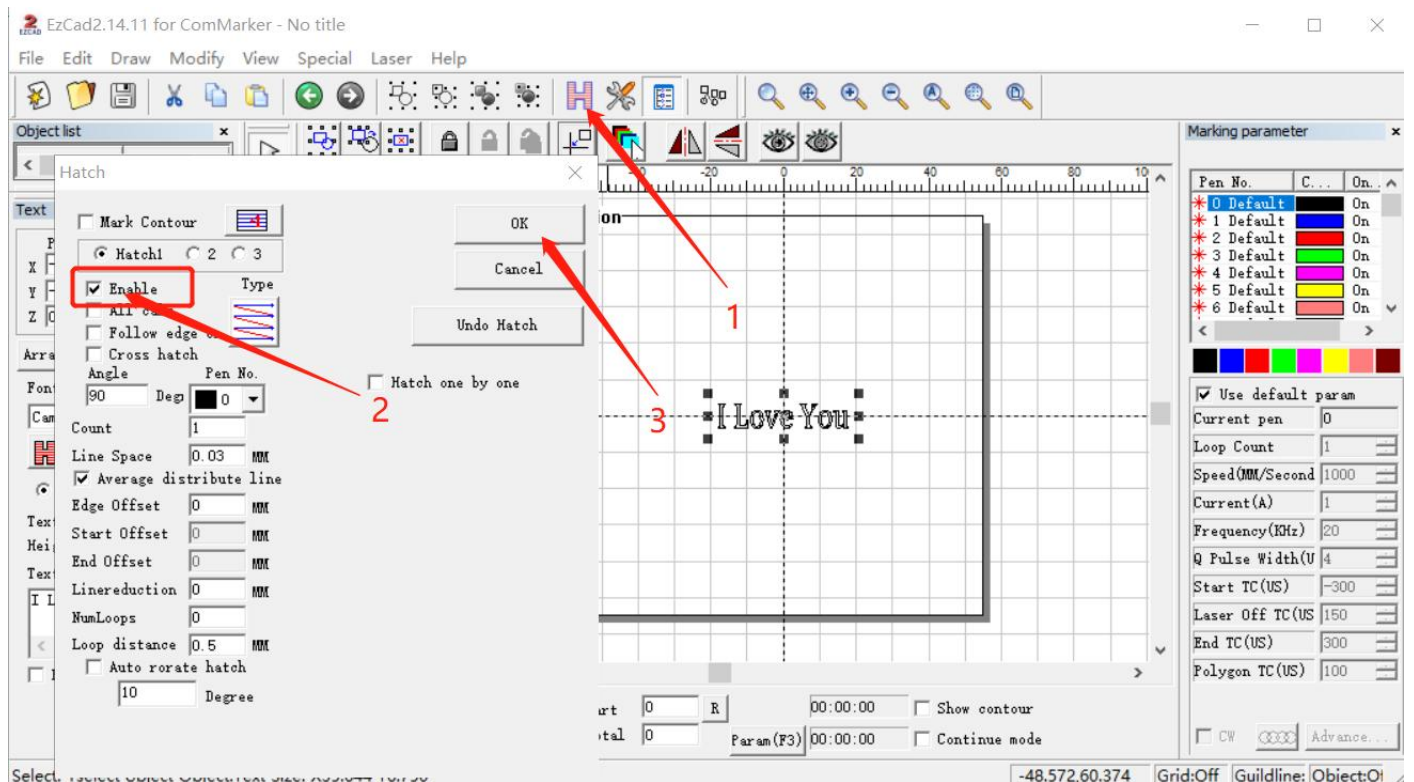 EzCad2.14.11 for ComMarker - No title
File Edit Draw Modify View Special Laser Help
Object list
Hatch
Mark Contour
Hatch1 2 3
Enable Type
Follow edge
Cross hatch
Angle Pen No.
90 0
Count 1
Line Space 0.03 MM
Average distribute line
Edge Offset 0 MM
Start Offset 0 MM
End Offset 0 MM
Linereduction 0 MM
NumLoops 0
Loop distance 0.5 MM
Auto rorate hatch
10 Degree
OK
Cancel
Undo Hatch
Hatch one by one
1
2
3
Text
X
Y
Z
-20 0 20 40 60 80
I Love You
0 R 00:00:00 Show contour
0 Param(F3) 00:00:00 Continue mode
Marking parameter
Pen No. C... On...
0 Default On
1 Default On
2 Default On
3 Default On
4 Default On
5 Default On
6 Default On
Use default param
Current pen 0
Loop Count 1
Speed(MM/Second 1000
Current(A) 1
Frequency(KHz) 20
Q Pulse Width(U 4
Start TC(US) -300
Laser Off TC(US 150
End TC(US) 300
Polygon TC(US) 100
CW Advance...
-48.572,60.374 Grid:Off Guildline: Object:O